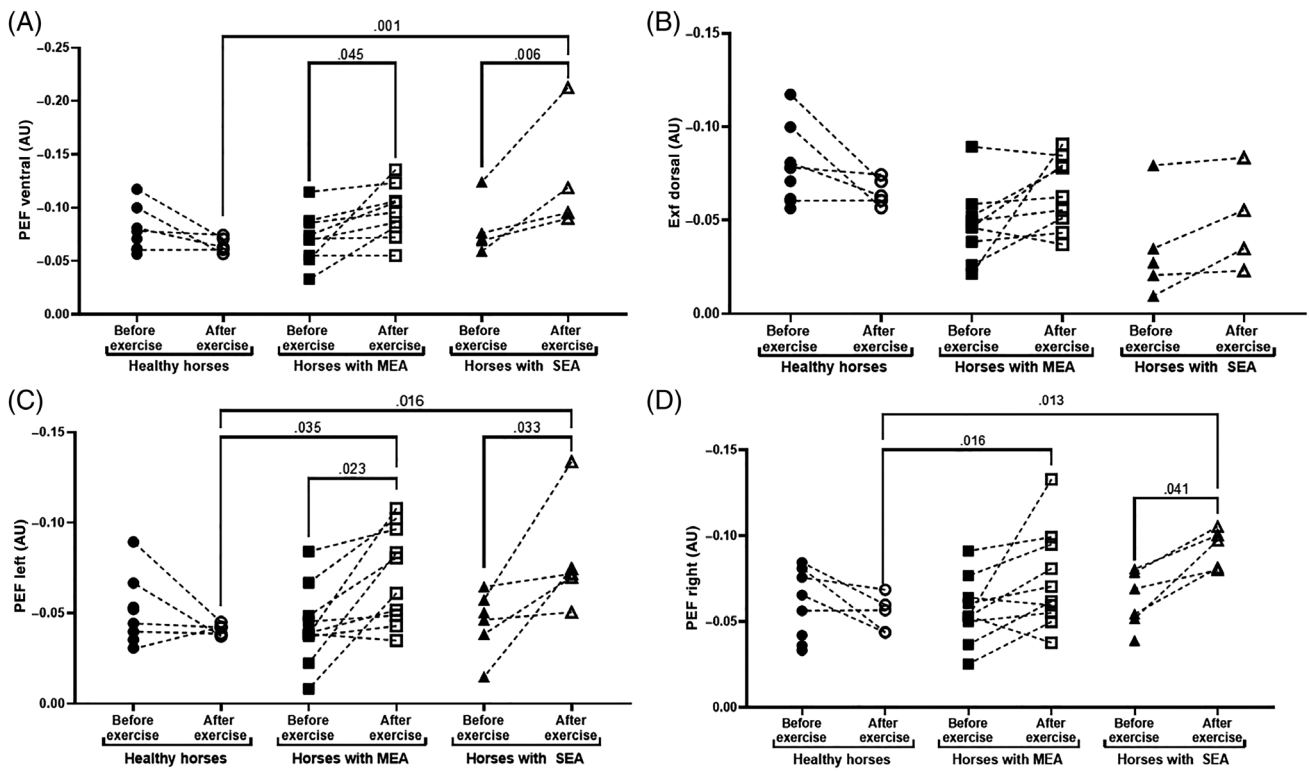 (A)
.001
.045
.006
PEF ventral (AU)
−0.25
−0.20
−0.15
−0.10
−0.05
0.00
Before exercise
After exercise
Before exercise
After exercise
Before exercise
After exercise
Healthy horses
Horses with MEA
Horses with SEA
(B)
Exf dorsal (AU)
−0.15
−0.10
−0.05
0.00
Before exercise
After exercise
Before exercise
After exercise
Before exercise
After exercise
Healthy horses
Horses with MEA
Horses with SEA
(C)
.016
.035
.033
.023
PEF left (AU)
−0.15
−0.10
−0.05
0.00
Before exercise
After exercise
Before exercise
After exercise
Before exercise
After exercise
Healthy horses
Horses with MEA
Horses with SEA
(D)
.013
.016
.041
PEF right (AU)
−0.15
−0.10
−0.05
0.00
Before exercise
After exercise
Before exercise
After exercise
Before exercise
After exercise
Healthy horses
Horses with MEA
Horses with SEA